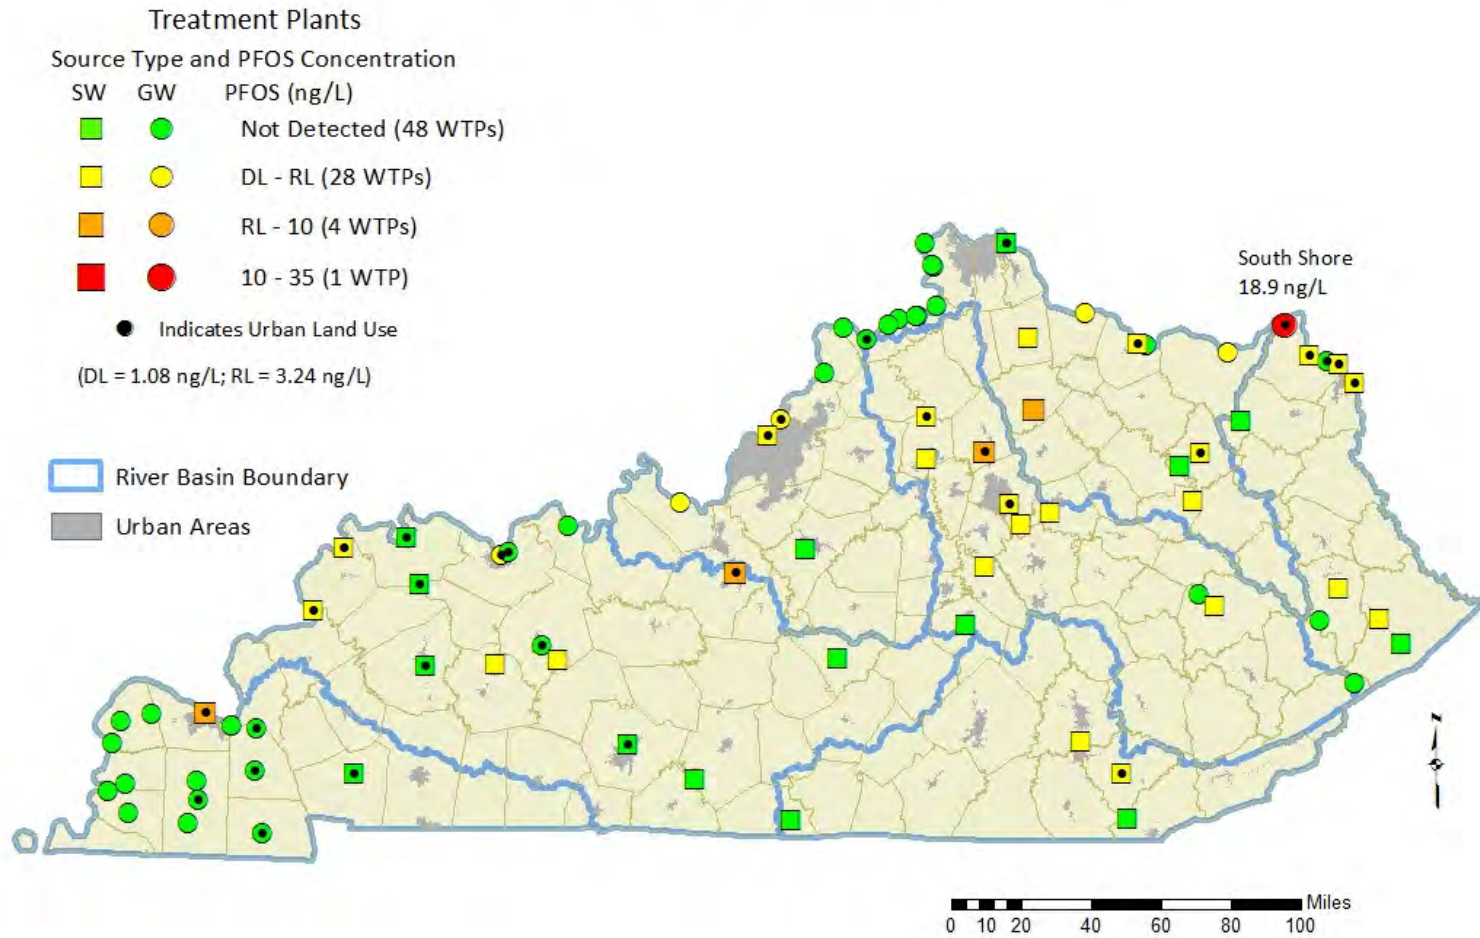 Treatment Plants
Source Type and PFOS Concentration
SW GW PFOS (ng/L)
Not Detected (48 WTPs)
DL - RL (28 WTPs)
RL - 10 (4 WTPs)
10 - 35 (1 WTP)
Indicates Urban Land Use
(DL = 1.08 ng/L; RL = 3.24 ng/L)
River Basin Boundary
Urban Areas
South Shore
18.9 ng/L
N
Miles
0 10 20 40 60 80 100